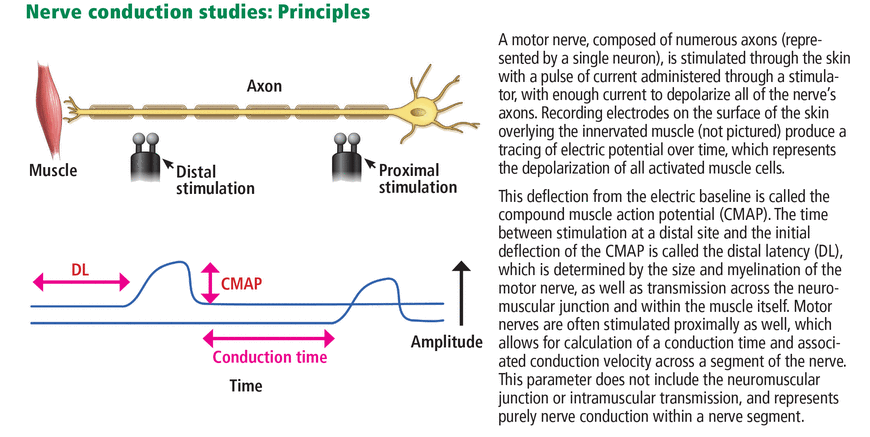 Nerve conduction studies: Principles
Axon
Muscle
Distal
stimulation
Proximal
stimulation
DL
CMAP
Conduction time
Amplitude
Time
A motor nerve, composed of numerous axons (repre-
sented by a single neuron), is stimulated through the skin
with a pulse of current administered through a stimula-
tor, with enough current to depolarize all of the nerve’s
axons. Recording electrodes on the surface of the skin
overlying the innervated muscle (not pictured) produce a
tracing of electric potential over time, which represents
the depolarization of all activated muscle cells.
This deflection from the electric baseline is called the
compound muscle action potential (CMAP). The time
between stimulation at a distal site and the initial
deflection of the CMAP is called the distal latency (DL),
which is determined by the size and myelination of the
motor nerve, as well as transmission across the neuro-
muscular junction and within the muscle itself. Motor
nerves are often stimulated proximally as well, which
allows for calculation of a conduction time and associ-
ated conduction velocity across a segment of the nerve.
This parameter does not include the neuromuscular
junction or intramuscular transmission, and represents
purely nerve conduction within a nerve segment.